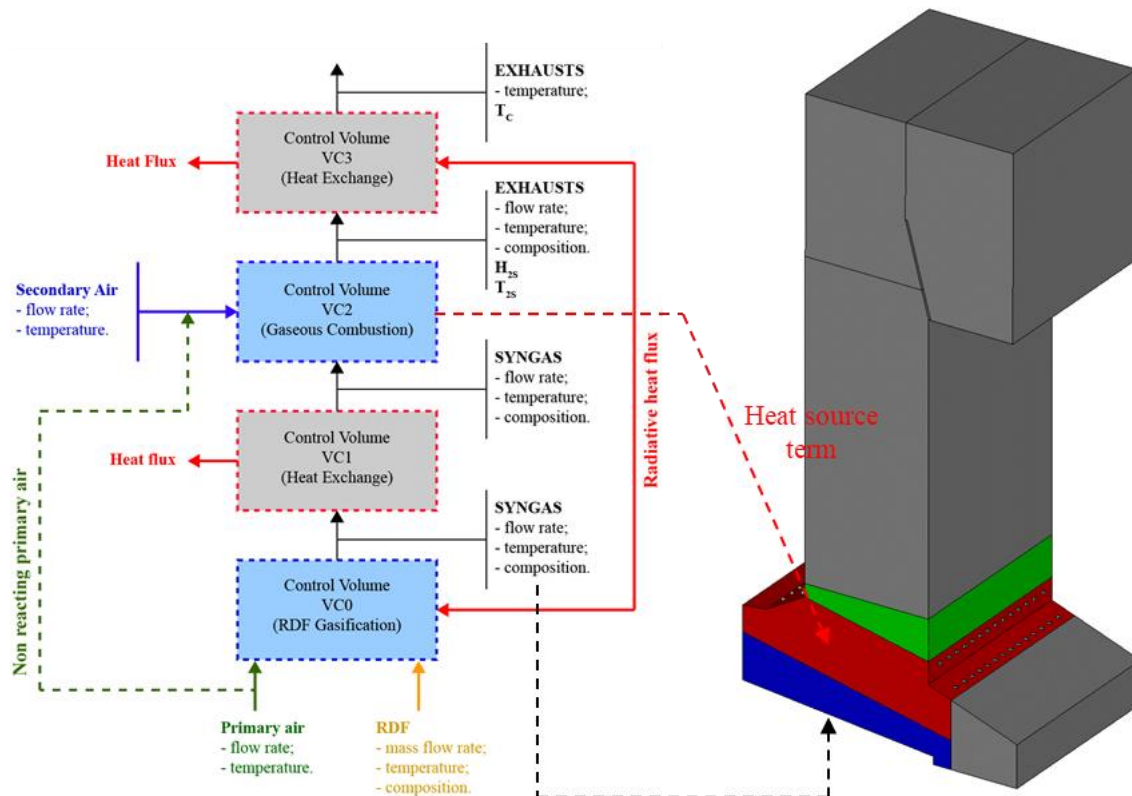 EXHAUSTS
- temperature;
T_C
Control Volume
VC3
(Heat Exchange)
Heat Flux
EXHAUSTS
- flow rate;
- temperature;
- composition.
H_2S
T_2S
Secondary Air
- flow rate;
- temperature.
Control Volume
VC2
(Gaseous Combustion)
SYNGAS
- flow rate;
- temperature;
- composition.
Control Volume
VC1
(Heat Exchange)
Heat flux
SYNGAS
- flow rate;
- temperature;
- composition.
Control Volume
VC0
(RDF Gasification)
Non reacting primary air
Primary air
- flow rate;
- temperature.
RDF
- mass flow rate;
- temperature;
- composition.
Radiative heat flux
Heat source
term